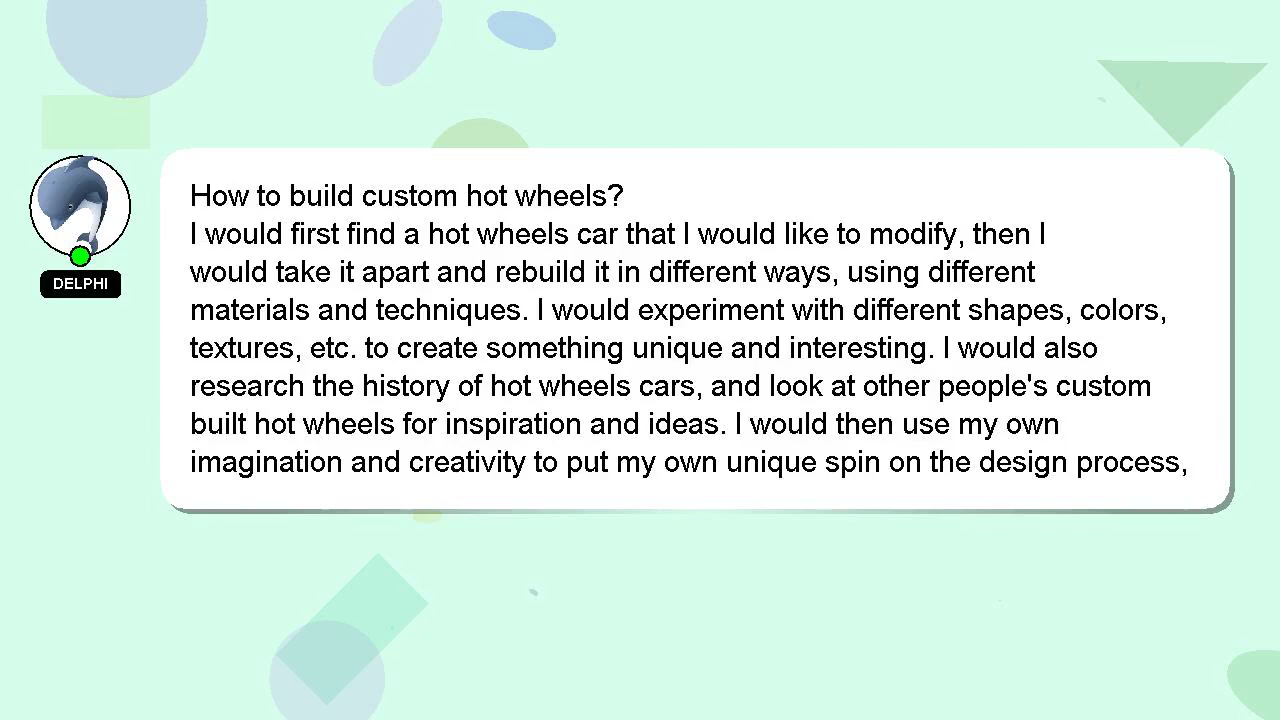 How to build custom hot wheels?
I would first find a hot wheels car that I would like to modify, then I
would take it apart and rebuild it in different ways, using different
materials and techniques. I would experiment with different shapes, colors,
textures, etc. to create something unique and interesting. I would also
research the history of hot wheels cars, and look at other people's custom
built hot wheels for inspiration and ideas. I would then use my own
imagination and creativity to put my own unique spin on the design process,
DELPHI